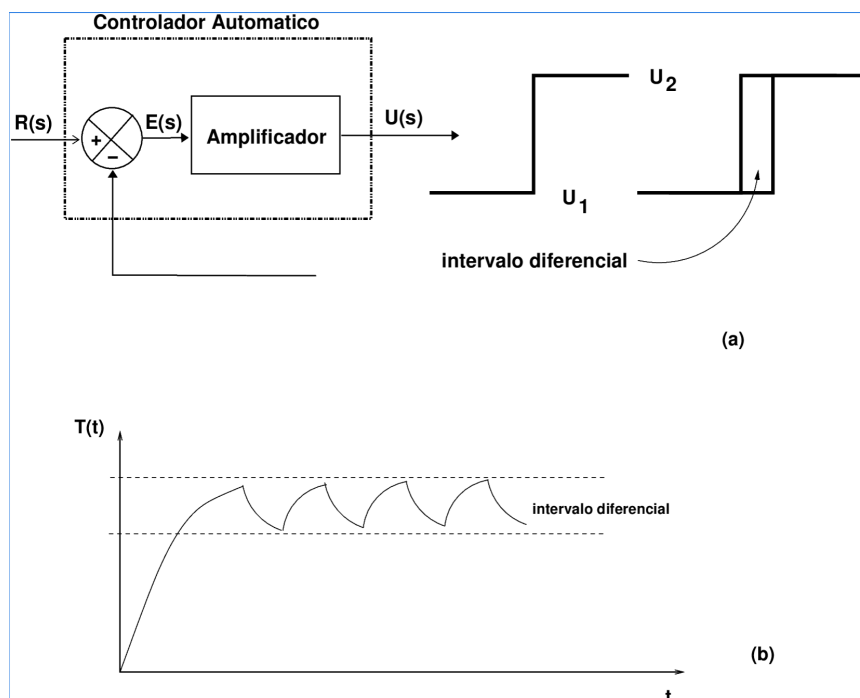 Controlador Automatico
R(s)
+
−
E(s)
Amplificador
U(s)
U2
U1
intervalo diferencial
(a)
T(t)
intervalo diferencial
(b)
t